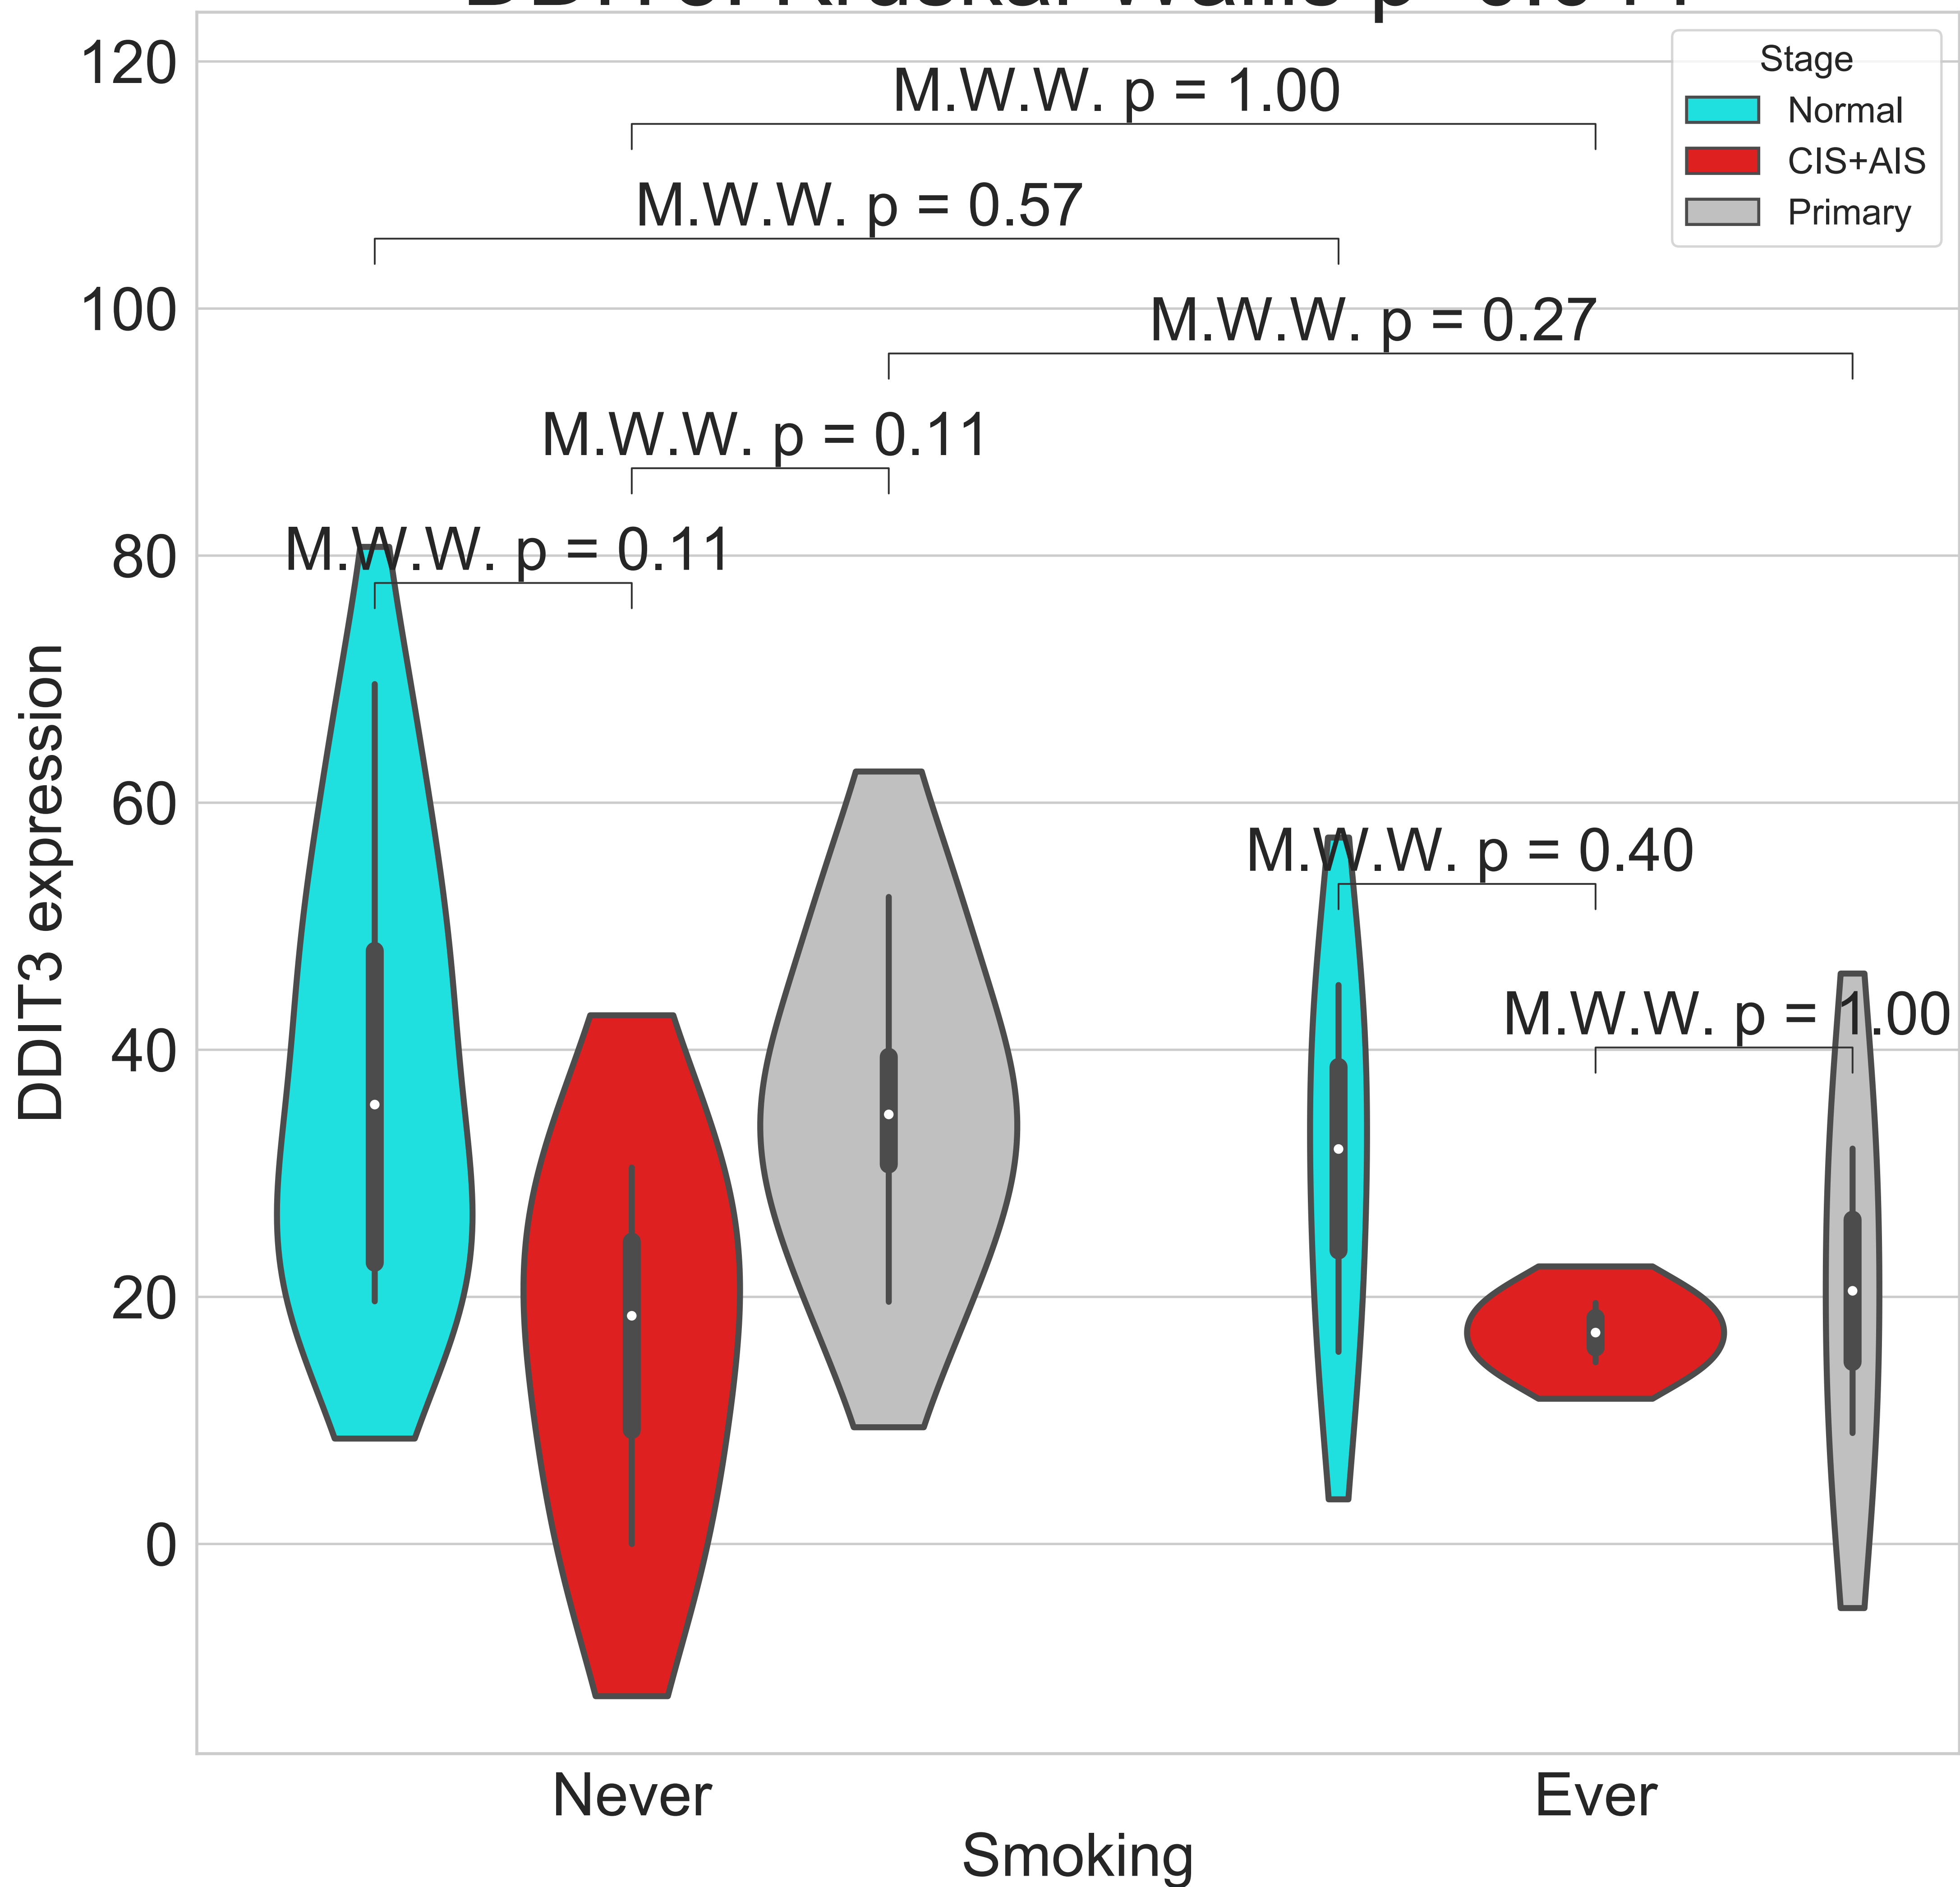 120
M.W.W. p = 1.00
Stage
Normal
CIS+AIS
Primary
M.W.W. p = 0.57
100
M.W.W. p = 0.27
M.W.W. p = 0.11
80
M.W.W. p = 0.11
60
M.W.W. p = 0.40
40
M.W.W. p = 1.00
20
0
DDIT3 expression
Never
Ever
Smoking